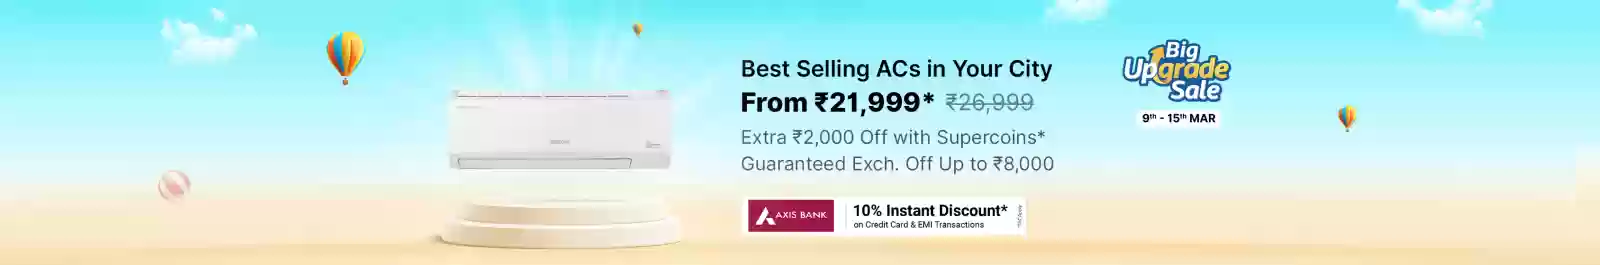 Best Selling ACs in Your City
From ₹21,999* ₹26,999
Extra ₹2,000 Off with Supercoins*
Guaranteed Exch. Off Up to ₹8,000
AXIS BANK
10% Instant Discount*
on Credit Card & EMI Transactions
Big
Upgrade
Sale
9th - 15th MAR